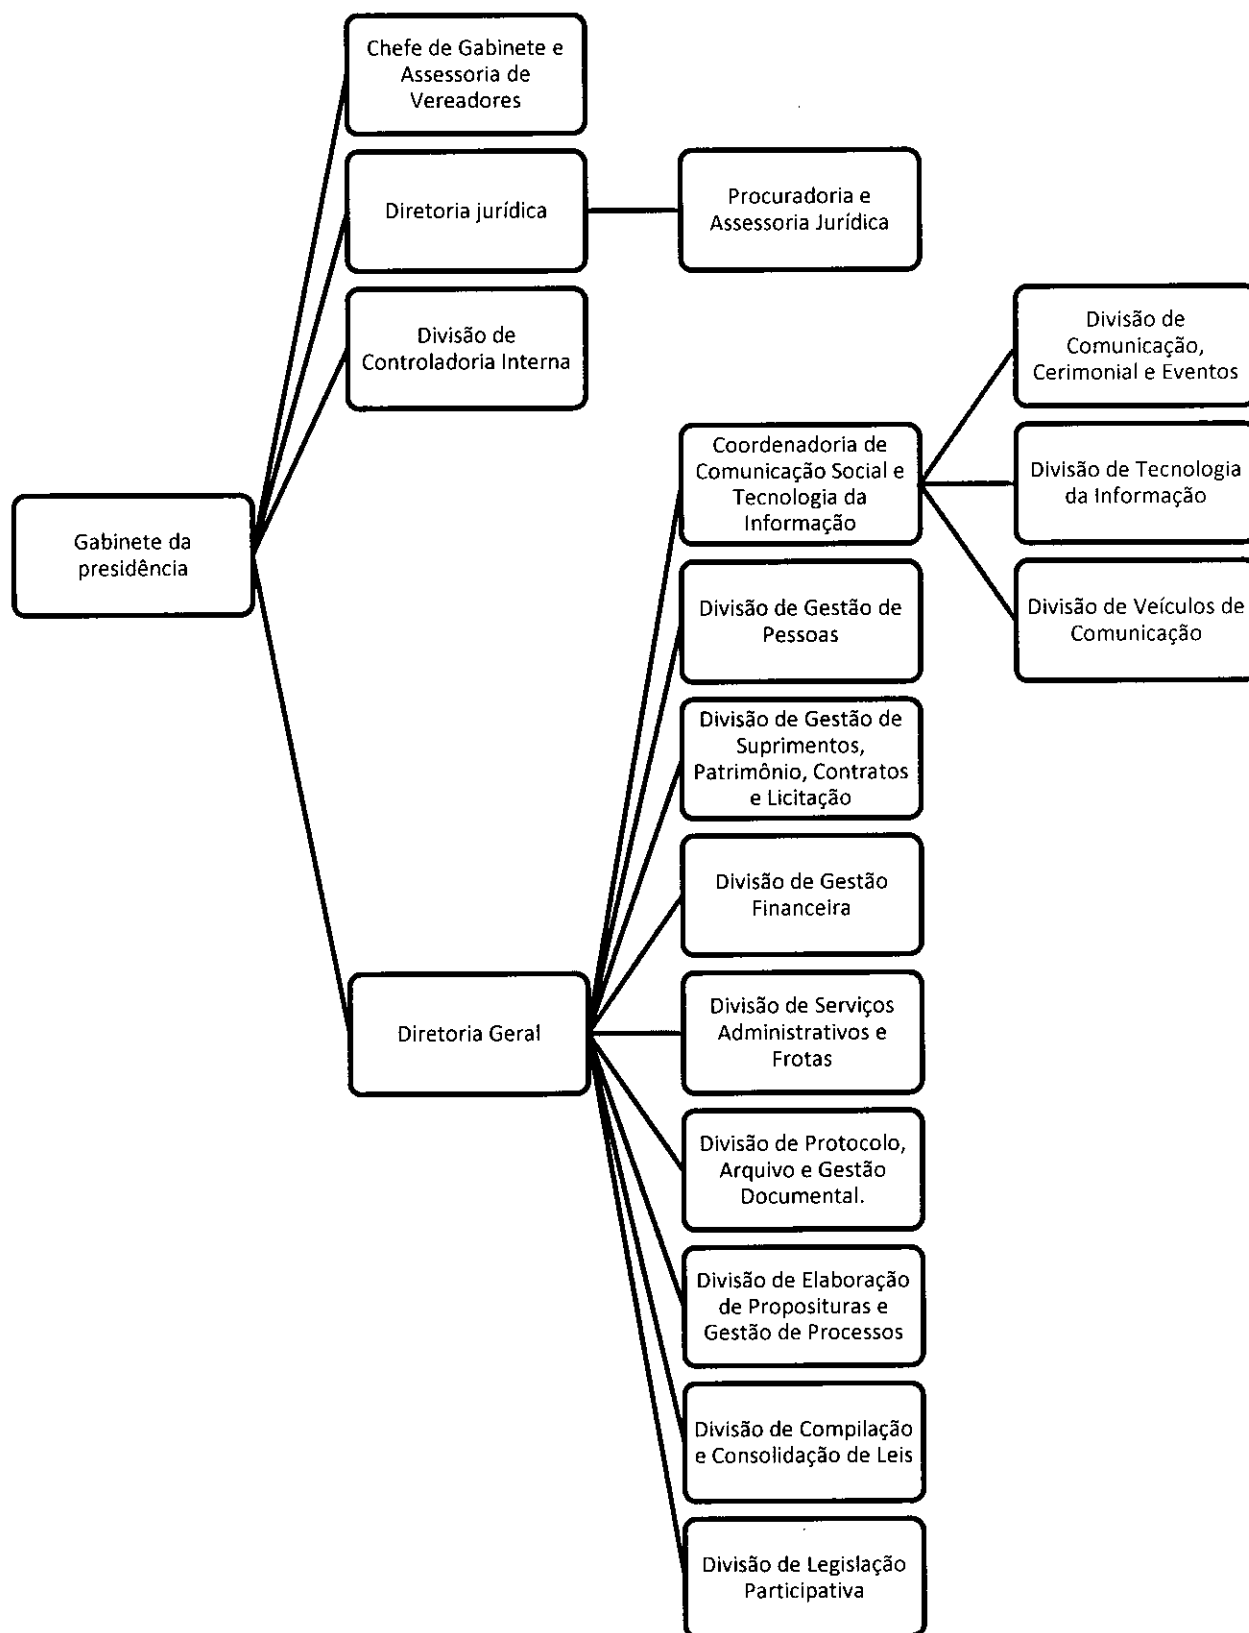 Chefe de Gabinete e
Assessoria de
Vereadores
Diretoria jurídica
Procuradoria e
Assessoria Jurídica
Divisão de
Controladoria Interna
Divisão de
Comunicação,
Cerimonial e Eventos
Coordenadoria de
Comunicação Social e
Tecnologia da
Informação
Divisão de Tecnologia
da Informação
Gabinete da
presidência
Divisão de Gestão de
Pessoas
Divisão de Veículos de
Comunicação
Divisão de Gestão de
Suprimentos,
Patrimônio, Contratos
e Licitação
Divisão de Gestão
Financeira
Diretoria Geral
Divisão de Serviços
Administrativos e
Frotas
Divisão de Protocolo,
Arquivo e Gestão
Documental.
Divisão de Elaboração
de Proposituras e
Gestão de Processos
Divisão de Compilação
e Consolidação de Leis
Divisão de Legislação
Participativa